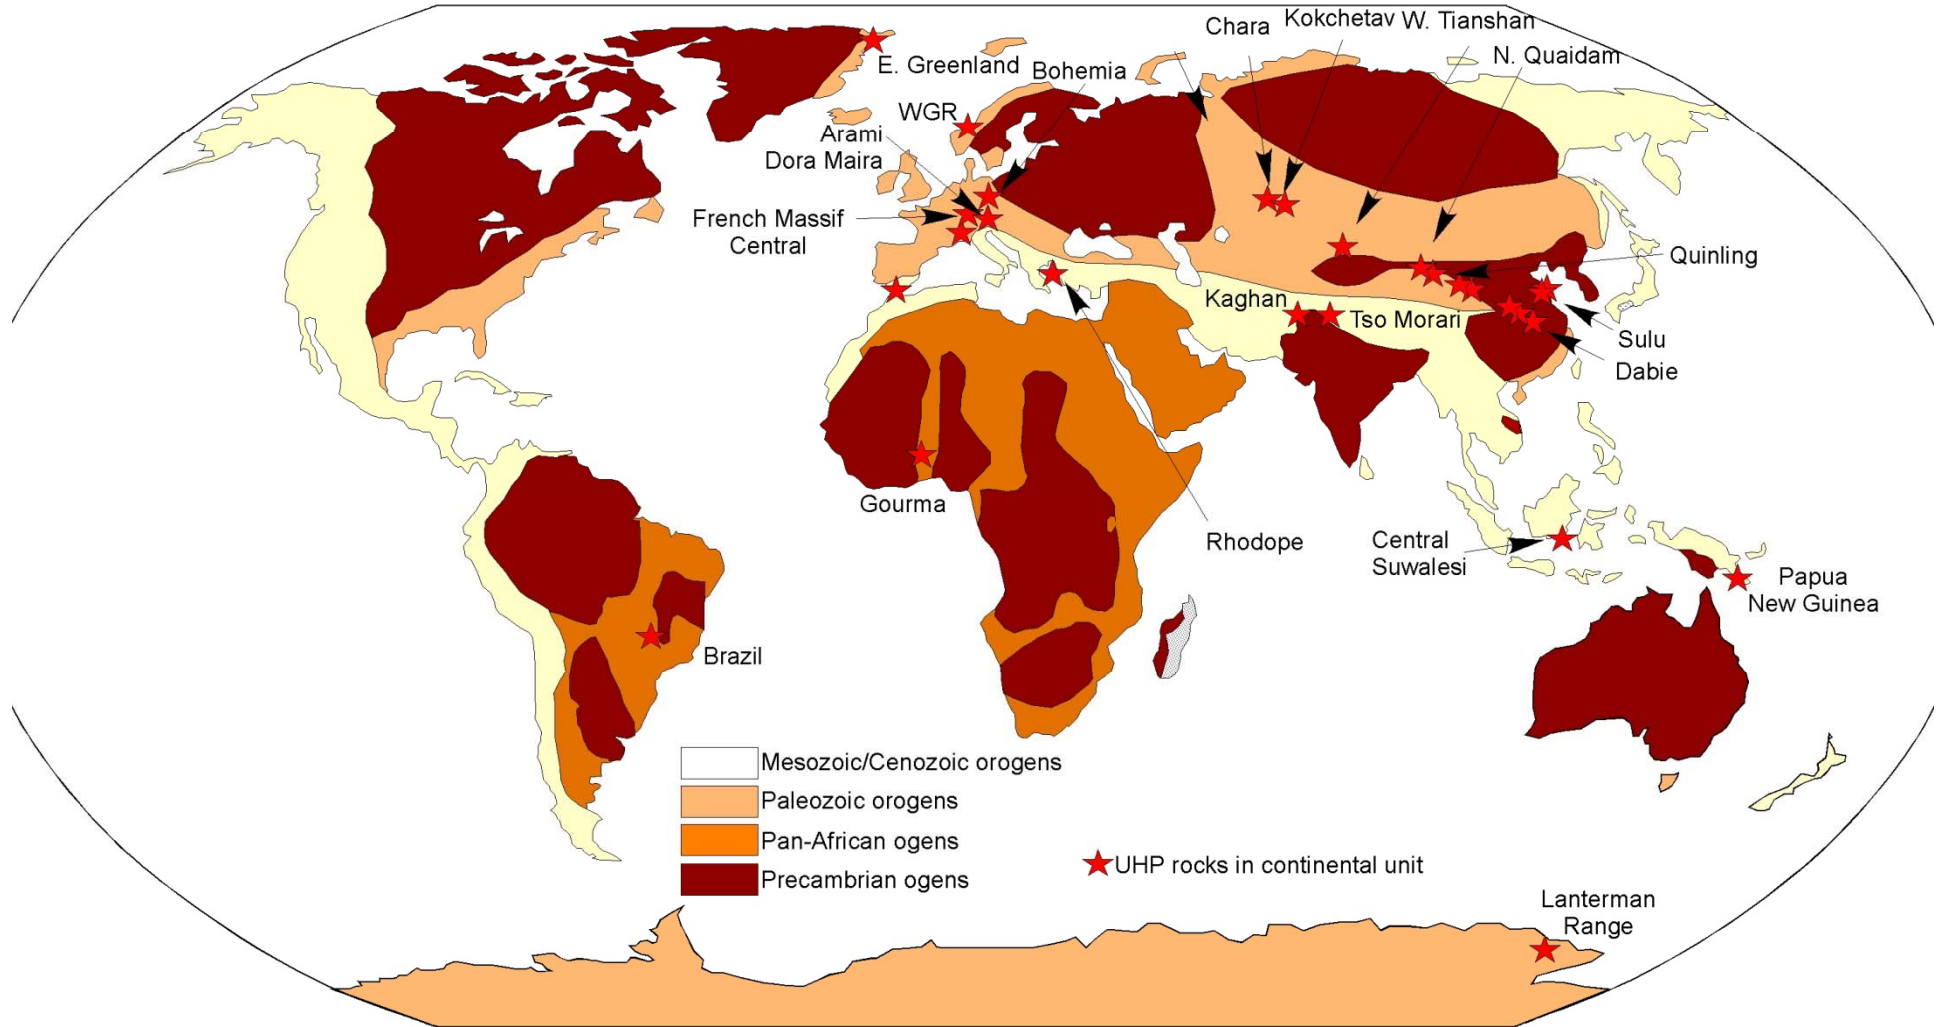 Chara
Kokchetav
W. Tianshan
N. Quaidam
E. Greenland
Bohemia
WGR
Arami
Dora Maira
French Massif
Central
Quinling
Kaghan
Tso Morari
Sulu
Dabie
Gourma
Rhodope
Central
Suwalesi
Papua
New Guinea
Brazil
Mesozoic/Cenozoic orogens
Paleozoic orogens
Pan-African ogens
Precambrian ogens
UHP rocks in continental unit
Lanterman
Range